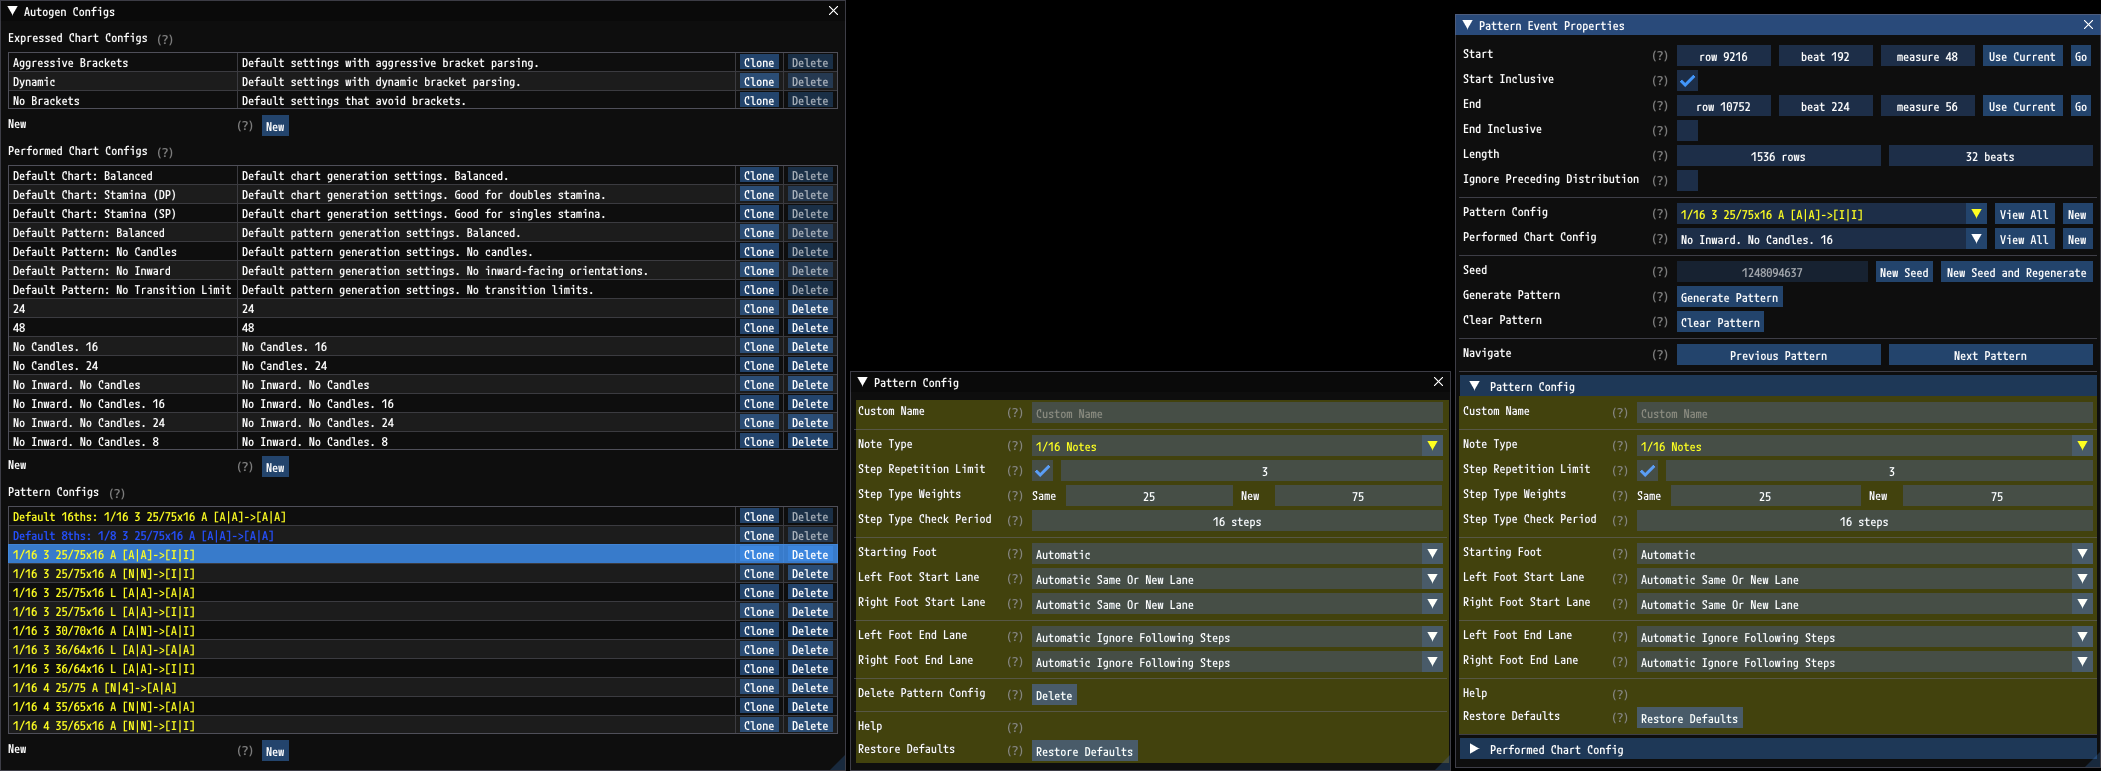 Autogen Configs
Expressed Chart Configs (?)
Aggressive Brackets Default settings with aggressive bracket parsing. Clone Delete
Dynamic Default settings with dynamic bracket parsing. Clone Delete
No Brackets Default settings that avoid brackets. Clone Delete
New (?) New
Performed Chart Configs (?)
Default Chart: Balanced Default chart generation settings. Balanced. Clone Delete
Default Chart: Stamina (DP) Default chart generation settings. Good for doubles stamina. Clone Delete
Default Chart: Stamina (SP) Default chart generation settings. Good for singles stamina. Clone Delete
Default Pattern: Balanced Default pattern generation settings. Balanced. Clone Delete
Default Pattern: No Candles Default pattern generation settings. No candles. Clone Delete
Default Pattern: No Inward Default pattern generation settings. No inward-facing orientations. Clone Delete
Default Pattern: No Transition Limit Default pattern generation settings. No transition limits. Clone Delete
24 24 Clone Delete
48 48 Clone Delete
No Candles. 16 No Candles. 16 Clone Delete
No Candles. 24 No Candles. 24 Clone Delete
No Inward. No Candles No Inward. No Candles Clone Delete
No Inward. No Candles. 16 No Inward. No Candles. 16 Clone Delete
No Inward. No Candles. 24 No Inward. No Candles. 24 Clone Delete
No Inward. No Candles. 8 No Inward. No Candles. 8 Clone Delete
New (?) New
Pattern Configs (?)
Default 16ths: 1/16 3 25/75x16 A [A|A]->[A|A] Clone Delete
Default 8ths: 1/8 3 25/75x16 A [A|A]->[A|A] Clone Delete
1/16 3 25/75x16 A [A|A]->[I|I] Clone Delete
1/16 3 25/75x16 A [N|N]->[I|I] Clone Delete
1/16 3 25/75x16 L [A|A]->[A|A] Clone Delete
1/16 3 25/75x16 L [A|A]->[I|I] Clone Delete
1/16 3 30/70x16 A [A|N]->[A|I] Clone Delete
1/16 3 36/64x16 L [A|A]->[A|A] Clone Delete
1/16 3 36/64x16 L [A|A]->[I|I] Clone Delete
1/16 4 25/75 A [N|4]->[A|A] Clone Delete
1/16 4 35/65x16 A [N|N]->[A|A] Clone Delete
1/16 4 35/65x16 A [N|N]->[I|I] Clone Delete
New (?) New
Pattern Config
Custom Name (?) Custom Name
Note Type (?) 1/16 Notes
Step Repetition Limit (?) 3
Step Type Weights (?) Same 25 New 75
Step Type Check Period (?) 16 steps
Starting Foot (?) Automatic
Left Foot Start Lane (?) Automatic Same Or New Lane
Right Foot Start Lane (?) Automatic Same Or New Lane
Left Foot End Lane (?) Automatic Ignore Following Steps
Right Foot End Lane (?) Automatic Ignore Following Steps
Delete Pattern Config (?) Delete
Help (?)
Restore Defaults (?) Restore Defaults
Pattern Event Properties
Start (?) row 9216 beat 192 measure 48 Use Current Go
Start Inclusive (?)
End (?) row 10752 beat 224 measure 56 Use Current Go
End Inclusive (?)
Length (?) 1536 rows 32 beats
Ignore Preceding Distribution (?)
Pattern Config (?) 1/16 3 25/75x16 A [A|A]->[I|I] View All New
Performed Chart Config (?) No Inward. No Candles. 16 View All New
Seed (?) 1248094637 New Seed New Seed and Regenerate
Generate Pattern (?) Generate Pattern
Clear Pattern (?) Clear Pattern
Navigate (?) Previous Pattern Next Pattern
Pattern Config
Custom Name (?) Custom Name
Note Type (?) 1/16 Notes
Step Repetition Limit (?) 3
Step Type Weights (?) Same 25 New 75
Step Type Check Period (?) 16 steps
Starting Foot (?) Automatic
Left Foot Start Lane (?) Automatic Same Or New Lane
Right Foot Start Lane (?) Automatic Same Or New Lane
Left Foot End Lane (?) Automatic Ignore Following Steps
Right Foot End Lane (?) Automatic Ignore Following Steps
Help (?)
Restore Defaults (?) Restore Defaults
Performed Chart Config